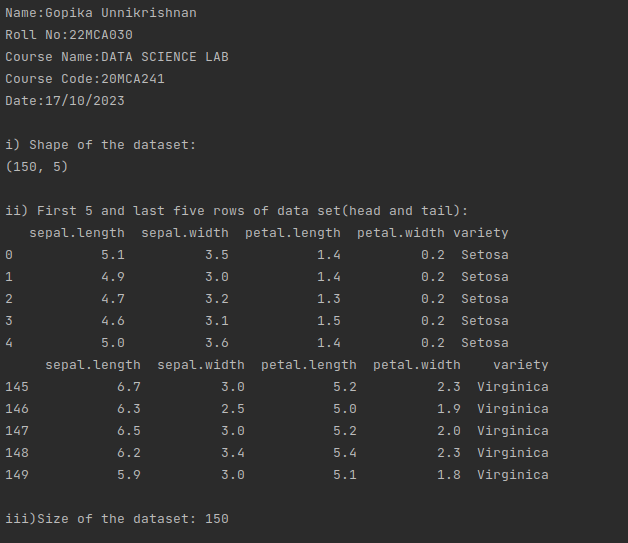 Name:Gopika Unnikrishnan
Roll No:22MCA030
Course Name:DATA SCIENCE LAB
Course Code:20MCA241
Date:17/10/2023
i) Shape of the dataset:
(150, 5)
ii) First 5 and last five rows of data set(head and tail):
   sepal.length  sepal.width  petal.length  petal.width variety
0           5.1          3.5           1.4          0.2  Setosa
1           4.9          3.0           1.4          0.2  Setosa
2           4.7          3.2           1.3          0.2  Setosa
3           4.6          3.1           1.5          0.2  Setosa
4           5.0          3.6           1.4          0.2  Setosa
     sepal.length  sepal.width  petal.length  petal.width    variety
145           6.7          3.0           5.2          2.3  Virginica
146           6.3          2.5           5.0          1.9  Virginica
147           6.5          3.0           5.2          2.0  Virginica
148           6.2          3.4           5.4          2.3  Virginica
149           5.9          3.0           5.1          1.8  Virginica
iii)Size of the dataset: 150